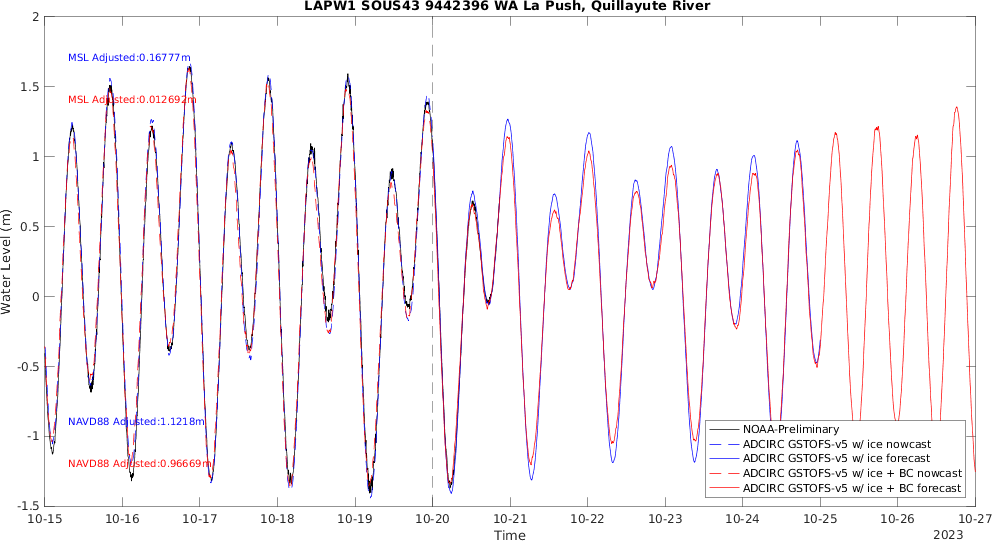 LAPW1 SOUS43 9442396 WA La Push, Quillayute River
2
1.5
1
0.5
0
-0.5
-1
-1.5
Water Level (m)
MSL Adjusted:0.16777m
MSL Adjusted:0.012692m
NAVD88 Adjusted:1.1218m
NAVD88 Adjusted:0.96669m
NOAA-Preliminary
ADCIRC GSTOFS-v5 w/ ice nowcast
ADCIRC GSTOFS-v5 w/ ice forecast
ADCIRC GSTOFS-v5 w/ ice + BC nowcast
ADCIRC GSTOFS-v5 w/ ice + BC forecast
10-15 10-16 10-17 10-18 10-19 10-20 10-21 10-22 10-23 10-24 10-25 10-26 10-27
Time
2023